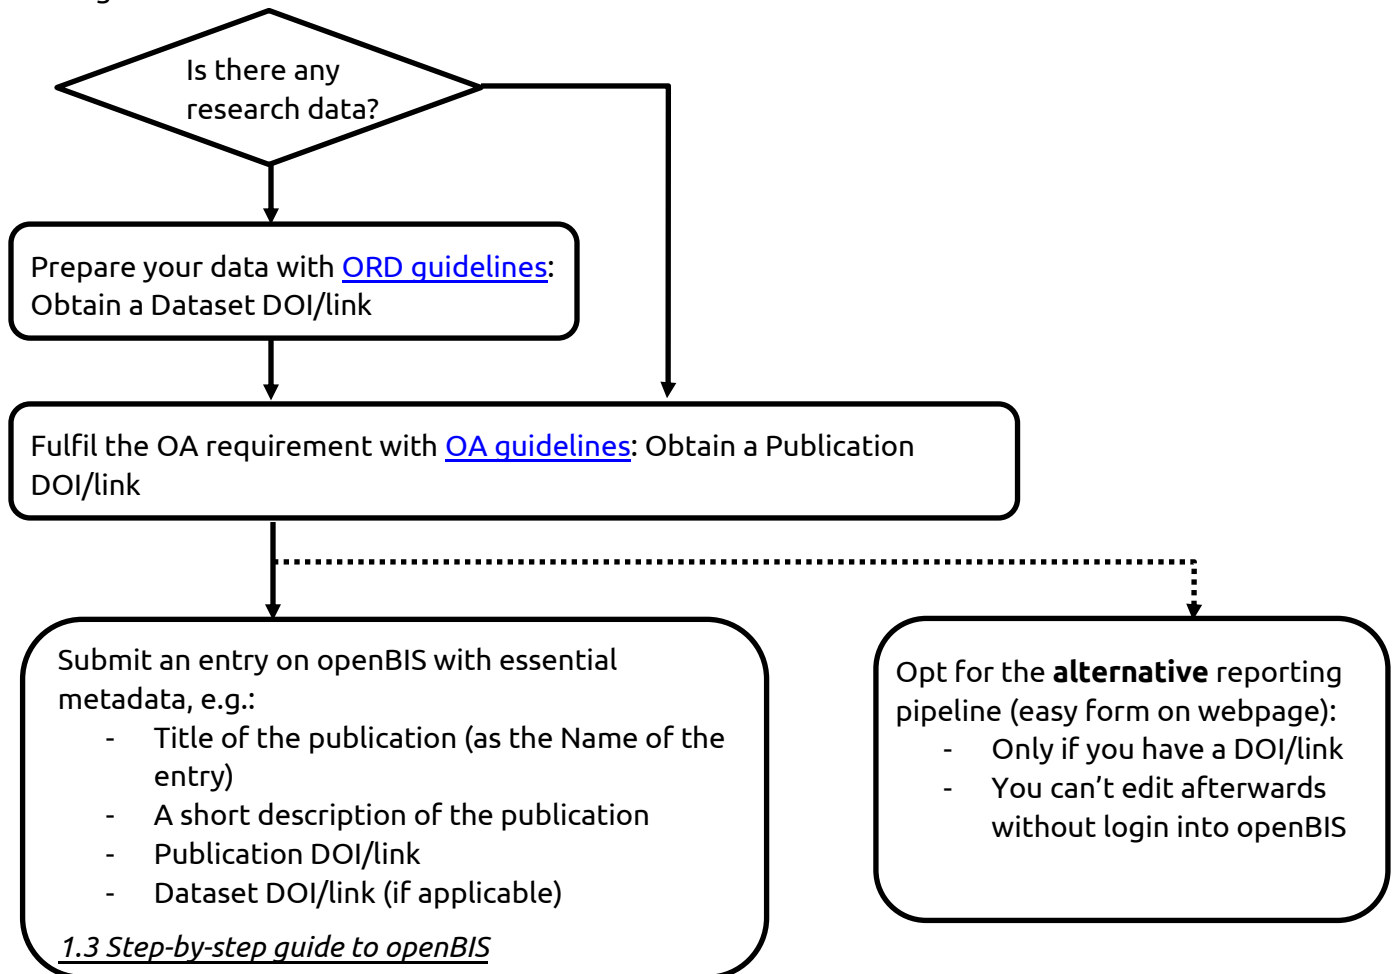 Is there any
research data?
Prepare your data with ORD guidelines:
Obtain a Dataset DOI/link
Fulfil the OA requirement with OA guidelines: Obtain a Publication
DOI/link
Submit an entry on openBIS with essential
metadata, e.g.:
- Title of the publication (as the Name of the
entry)
- A short description of the publication
- Publication DOI/link
- Dataset DOI/link (if applicable)
1.3 Step-by-step guide to openBIS
Opt for the alternative reporting
pipeline (easy form on webpage):
- Only if you have a DOI/link
- You can’t edit afterwards
without login into openBIS